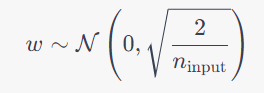 w ∼ 𝒩 (0, √(2 / n_input))